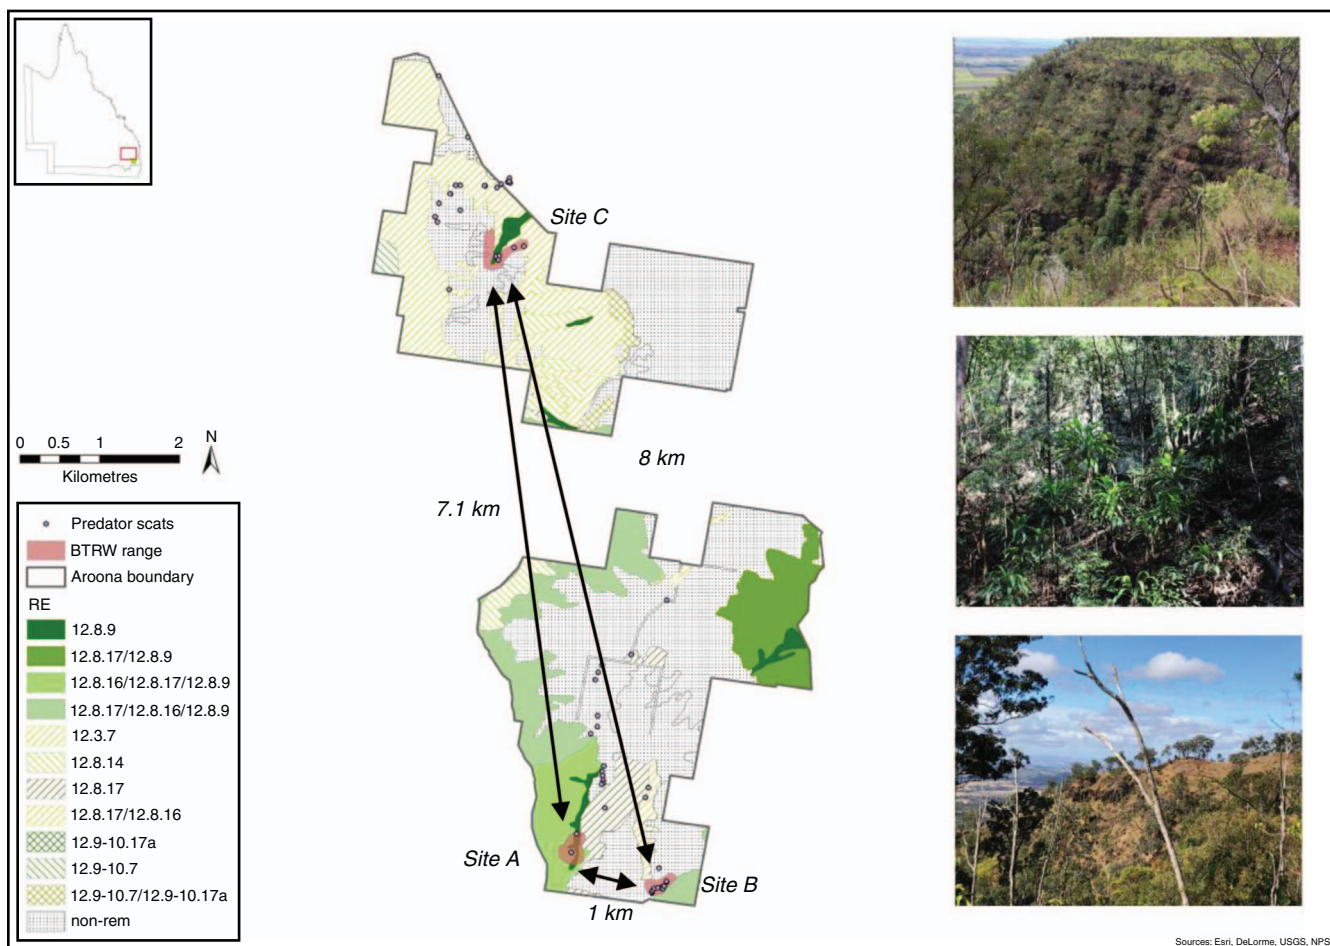 Site C
0 0.5 1 2
Kilometres
N
8 km
7.1 km
Predator scats
BTRW range
Aroona boundary
RE
12.8.9
12.8.17/12.8.9
12.8.16/12.8.17/12.8.9
12.8.17/12.8.16/12.8.9
12.3.7
12.8.14
12.8.17
12.8.17/12.8.16
12.9-10.17a
12.9-10.7
12.9-10.7/12.9-10.17a
non-rem
Site A
Site B
1 km
Sources: Esri, DeLorme, USGS, NPS